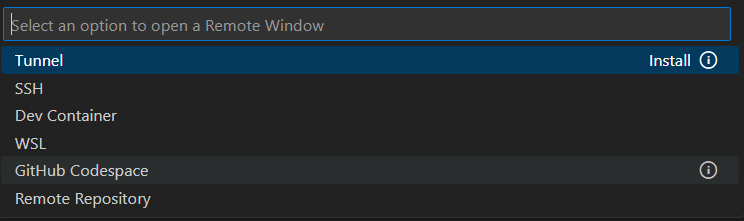 Select an option to open a Remote Window
Tunnel Install
SSH
Dev Container
WSL
GitHub Codespace
Remote Repository